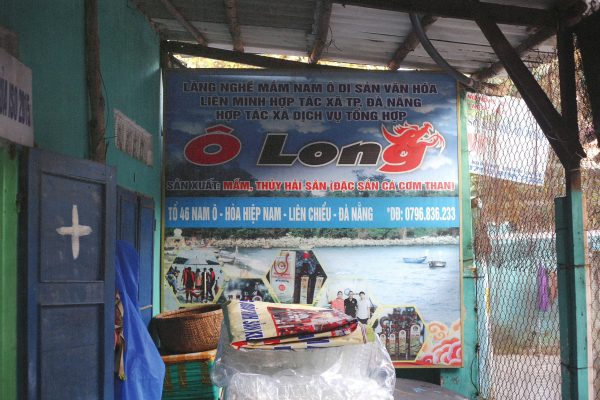 LÀNG NGHỀ MẮM NAM Ô DI SẢN VĂN HÓA
LIÊN MINH HỢP TÁC XÃ TP. ĐÀ NẴNG
HỢP TÁC XÃ DỊCH VỤ TỔNG HỢP
Ô Long
SẢN XUẤT: MẮM, THỦY HẢI SẢN (ĐẶC SẢN CÁ CƠM THAN)
TỔ 46 NAM Ô - HÒA HIỆP NAM - LIÊN CHIỂU - ĐÀ NẴNG *DĐ: 0796.836.233